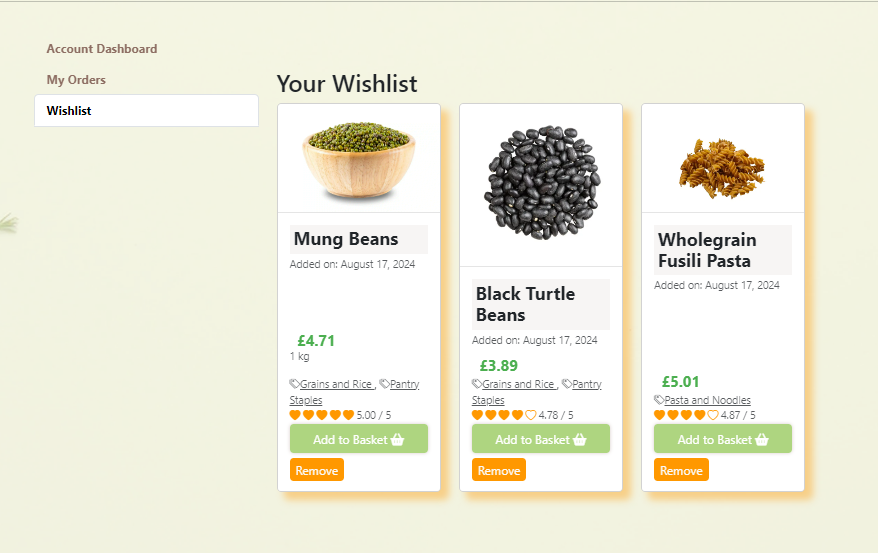 Account Dashboard
My Orders
Wishlist
Your Wishlist
Mung Beans
Added on: August 17, 2024
£4.71
1 kg
Grains and Rice , Pantry
Staples
5.00 / 5
Add to Basket
Remove
Black Turtle
Beans
Added on: August 17, 2024
£3.89
Grains and Rice , Pantry
Staples
4.78 / 5
Add to Basket
Remove
Wholegrain
Fusili Pasta
Added on: August 17, 2024
£5.01
Pasta and Noodles
4.87 / 5
Add to Basket
Remove